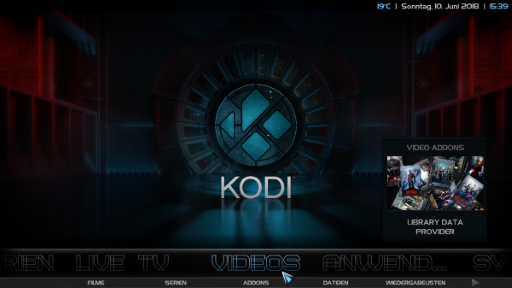 19°C | Sonntag, 10. Juni 2018 | 15:39
KODI
VIDEO-ADDONS
LIBRARY DATA
PROVIDER
RIEN LIVE TV VIDEOS ANWEND... SY
FILME SERIEN ADDONS DATEIEN WIEDERGABELISTEN